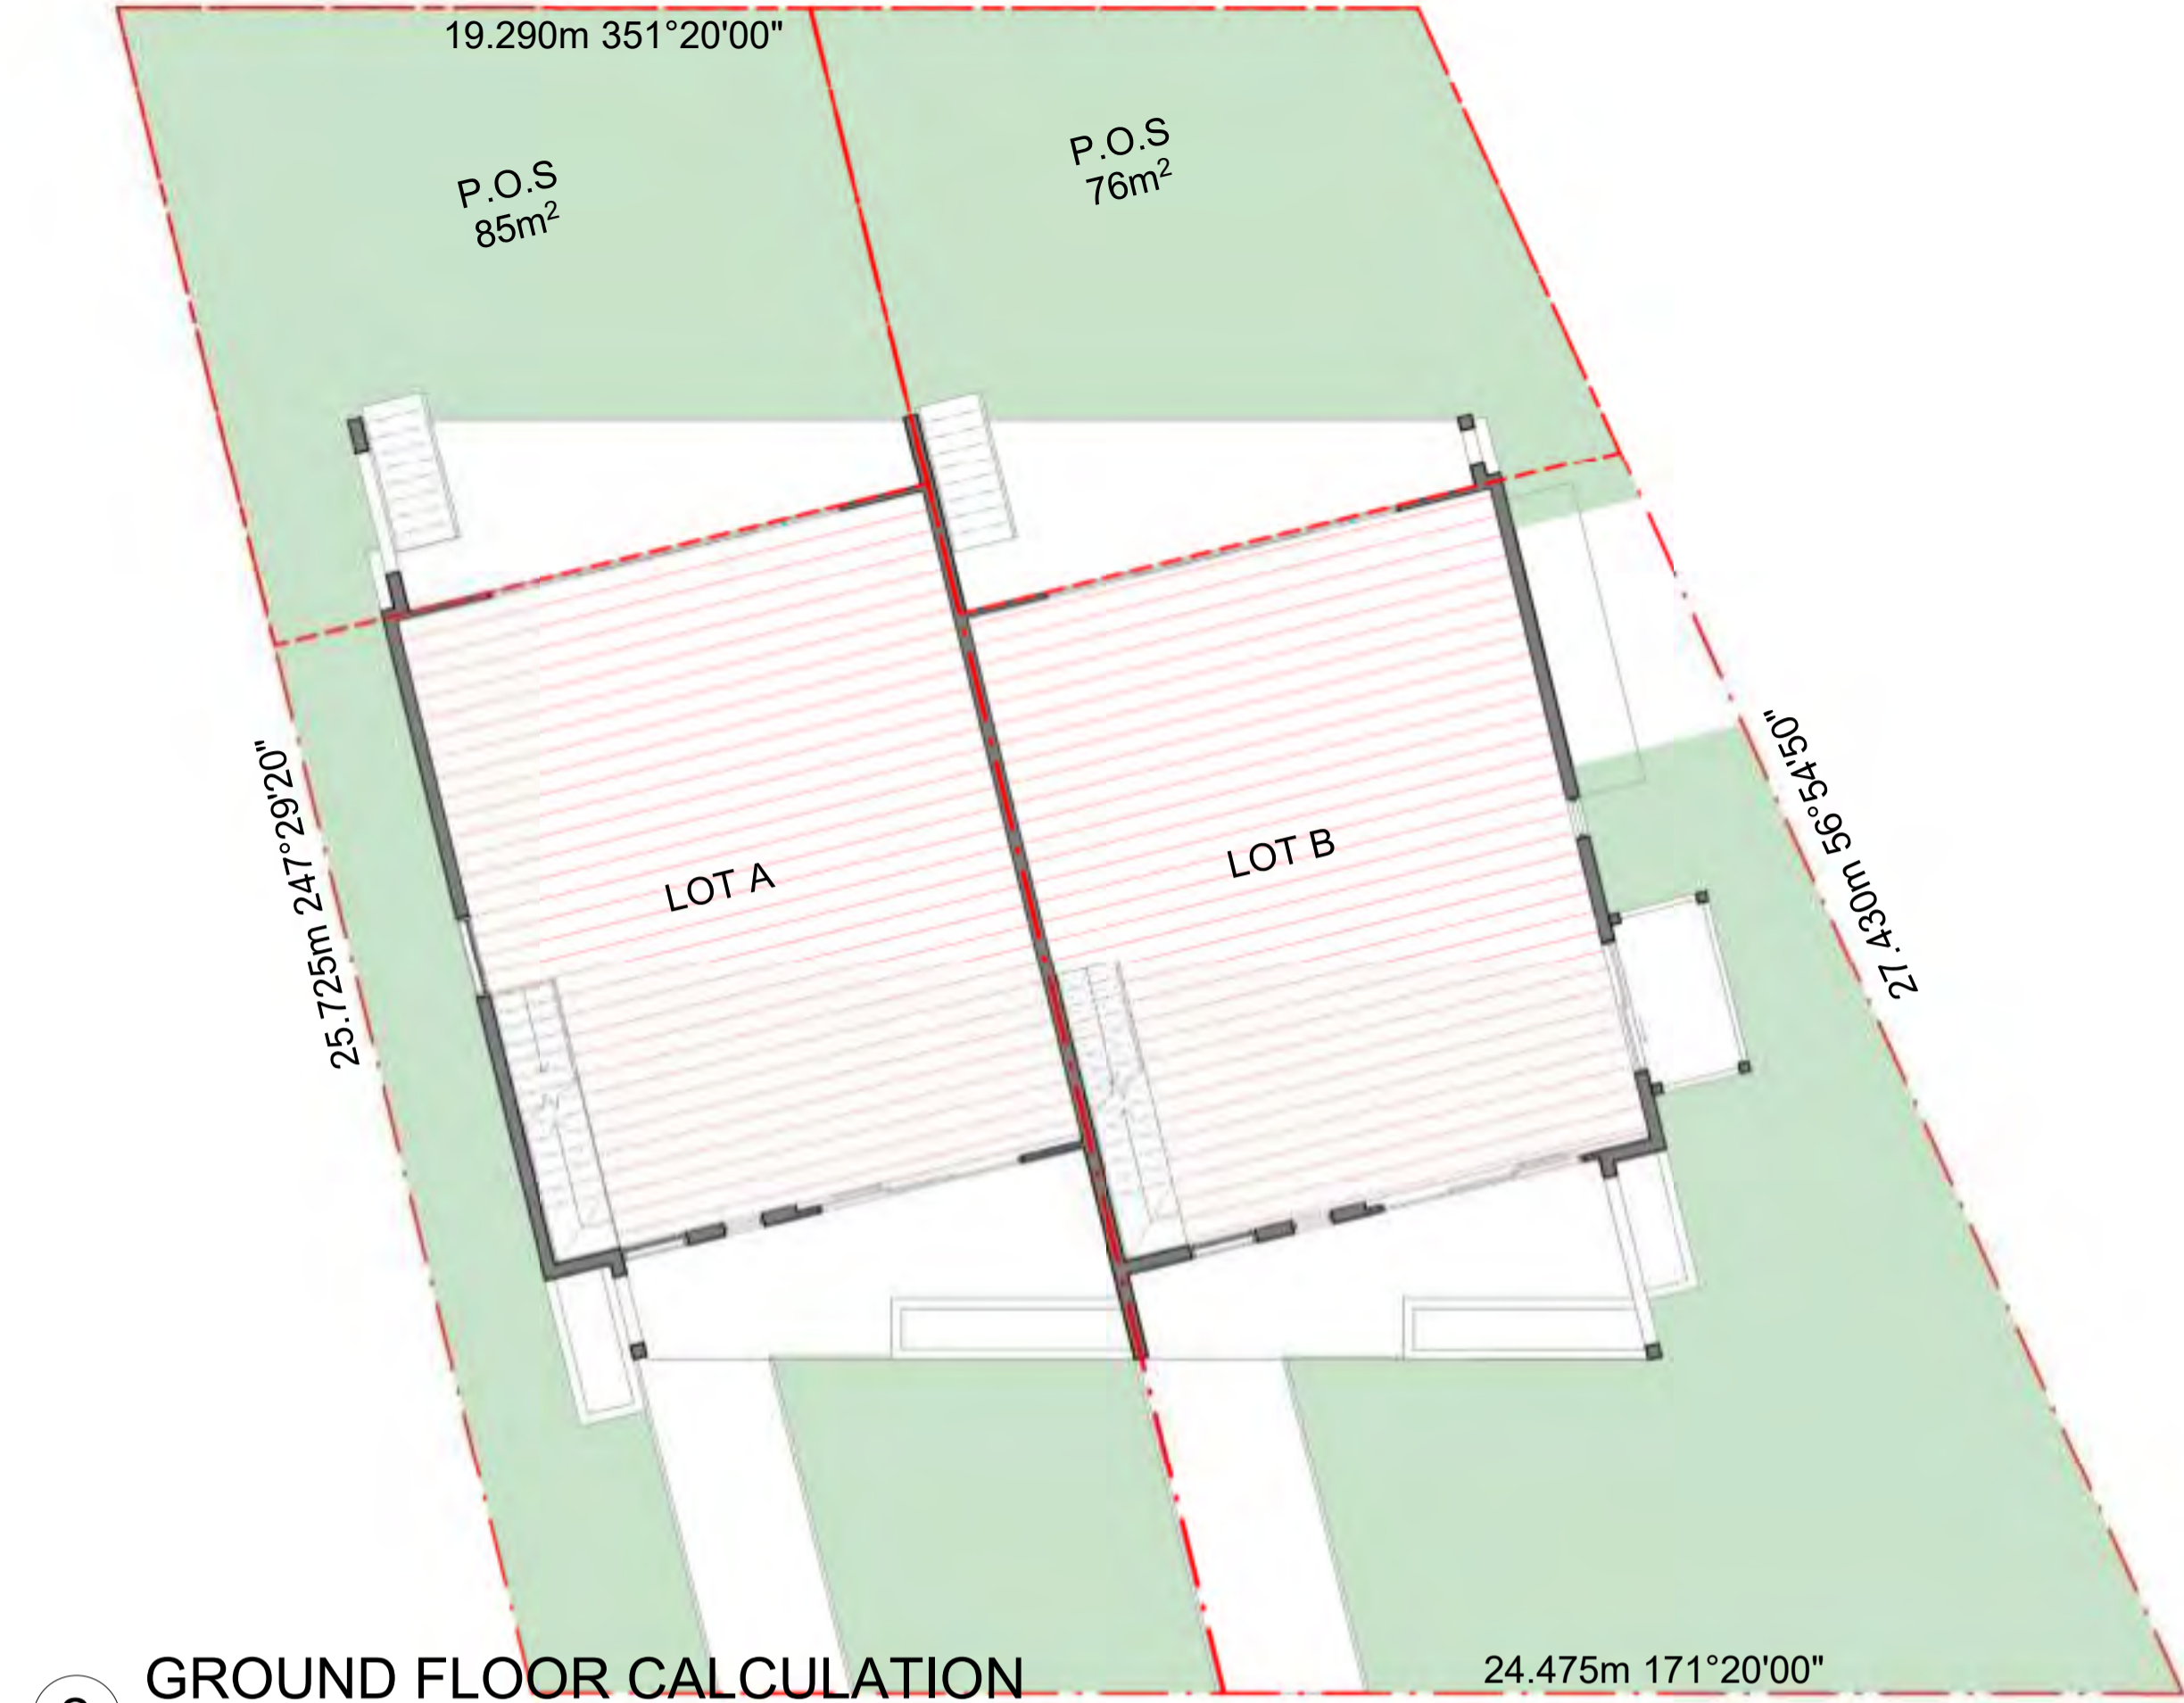 19.290m 351°20'00"
P.O.S
85m²
P.O.S
76m²
25.725m 247°29'20"
27.430m 56°54'50"
LOT A
LOT B
24.475m 171°20'00"
GROUND FLOOR CALCULATION